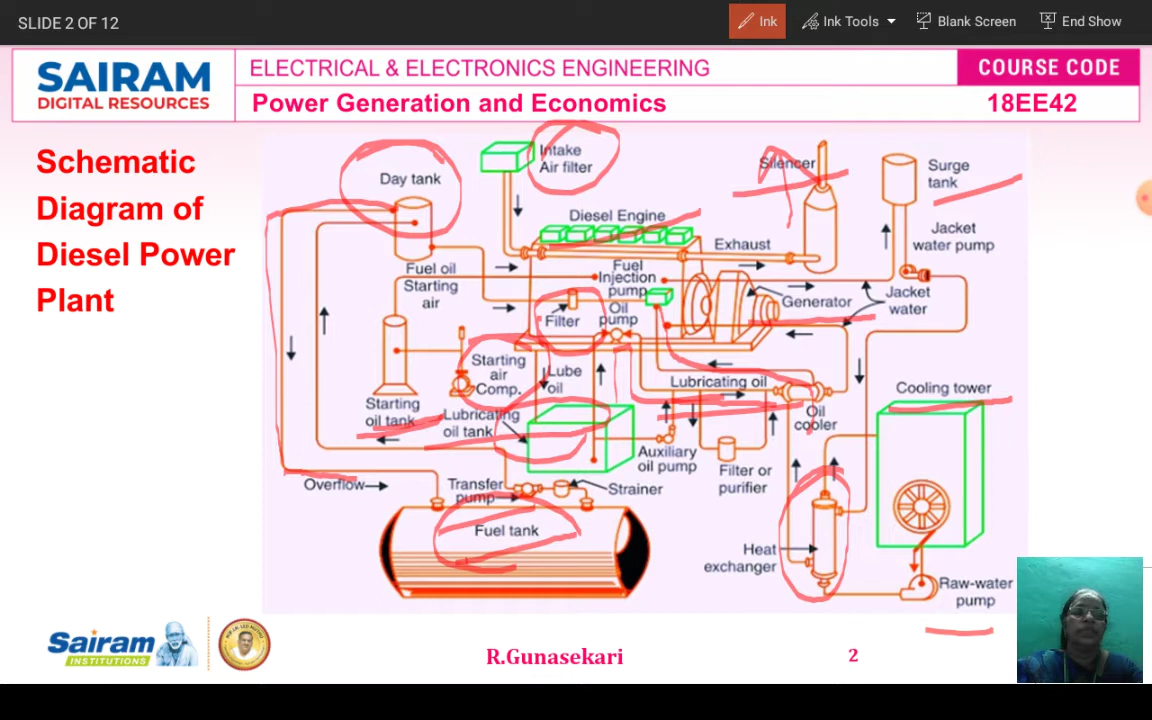 SLIDE 2 OF 12
Ink
Ink Tools
Blank Screen
End Show
SAIRAM
DIGITAL RESOURCES
ELECTRICAL & ELECTRONICS ENGINEERING
COURSE CODE
Power Generation and Economics
18EE42
Schematic
Diagram of
Diesel Power
Plant
Intake
Air filter
Day tank
Silencer
Surge
tank
Diesel Engine
Exhaust
Jacket
water pump
Fuel oil
Starting
air
Fuel
Injection
pump
Filter
Oil
pump
Generator
Jacket
water
Starting
air
Comp.
Lube
oil
Lubricating oil
Cooling tower
Starting
oil tank
Lubricating
oil tank
Oil
cooler
Auxiliary
oil pump
Filter or
purifier
Overflow
Transfer
pump
Strainer
Fuel tank
Heat
exchanger
Raw-water
pump
Sairam
INSTITUTIONS
R.Gunasekari
2